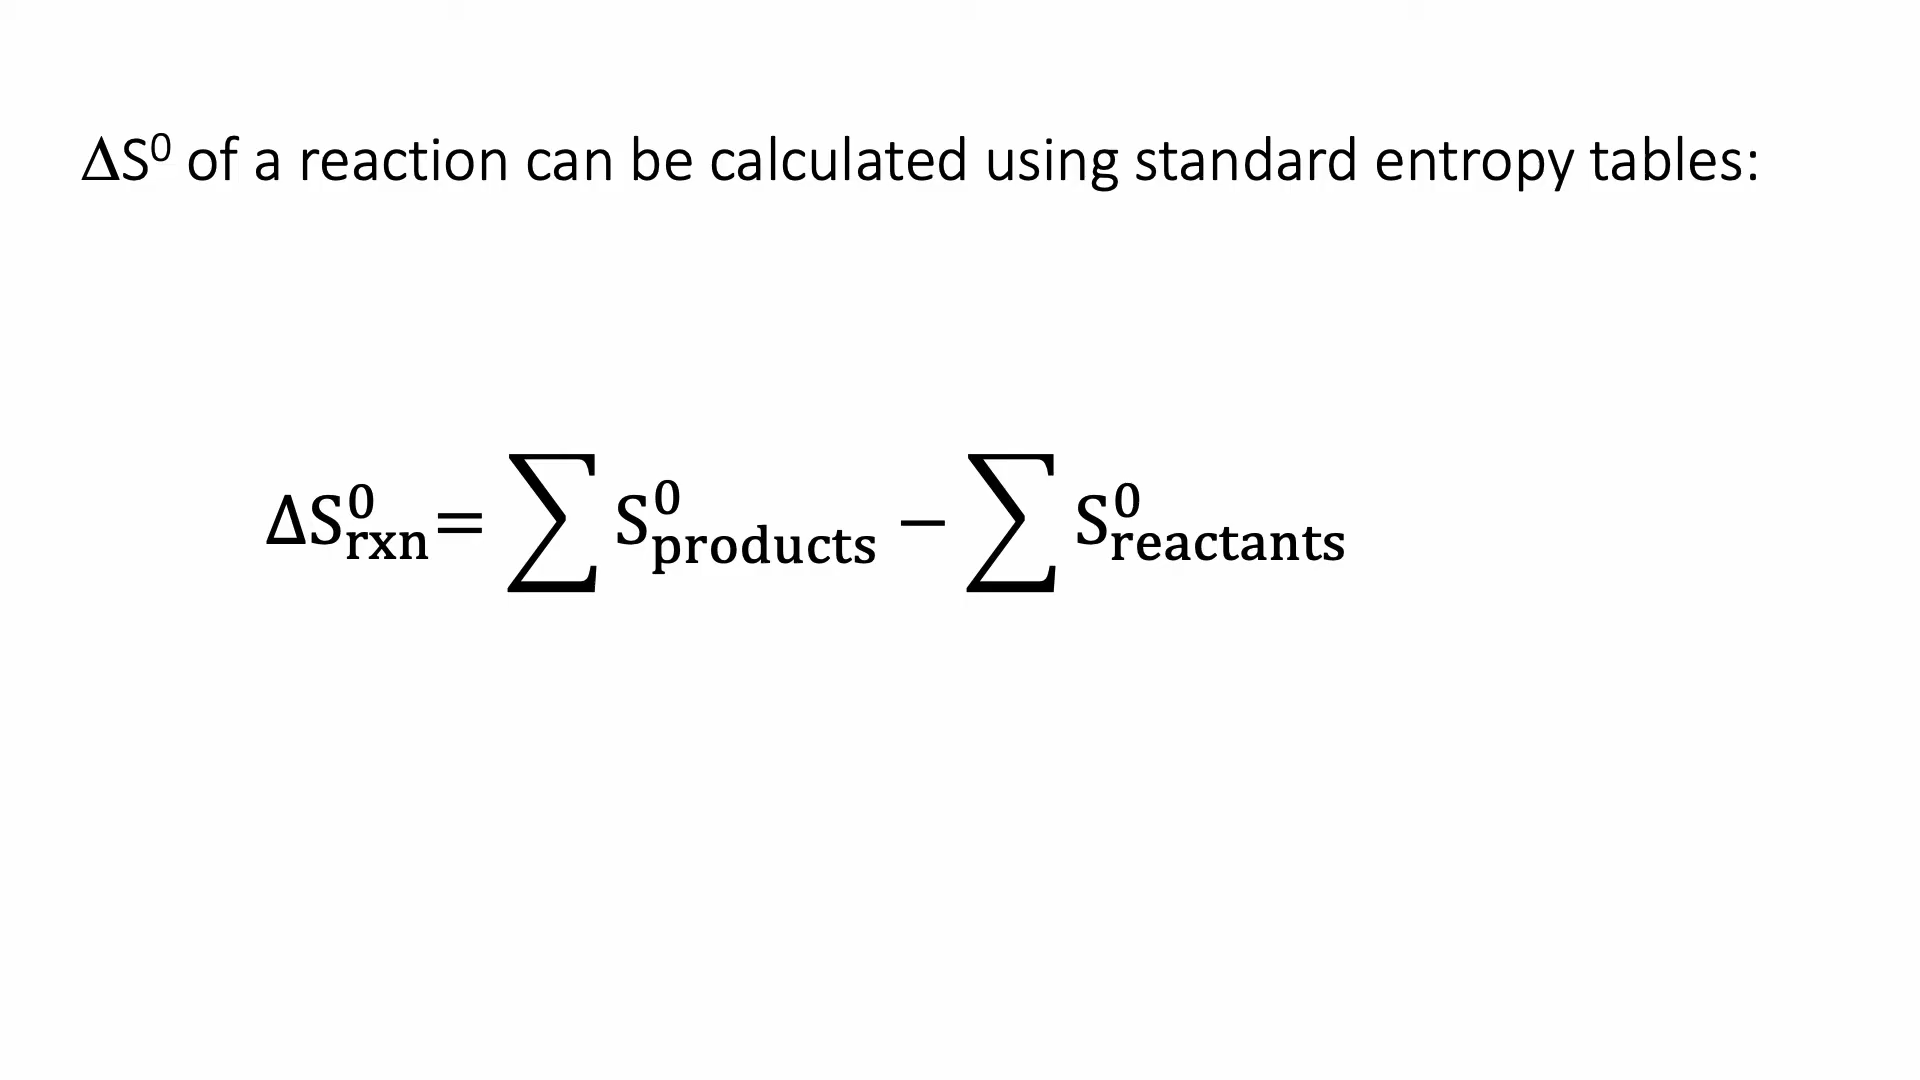 ΔS⁰ of a reaction can be calculated using standard entropy tables:
ΔS⁰rxn= ∑ S⁰products − ∑ S⁰reactants